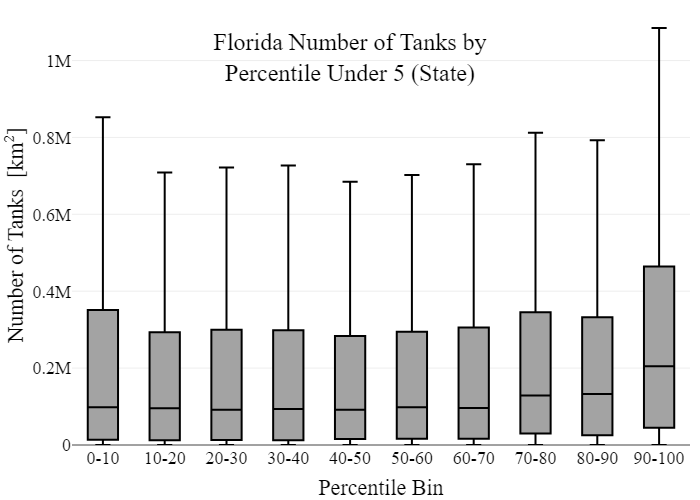 Florida Number of Tanks by
Percentile Under 5 (State)
Number of Tanks [km²]
1M
0.8M
0.6M
0.4M
0.2M
0
0-10 10-20 20-30 30-40 40-50 50-60 60-70 70-80 80-90 90-100
Percentile Bin